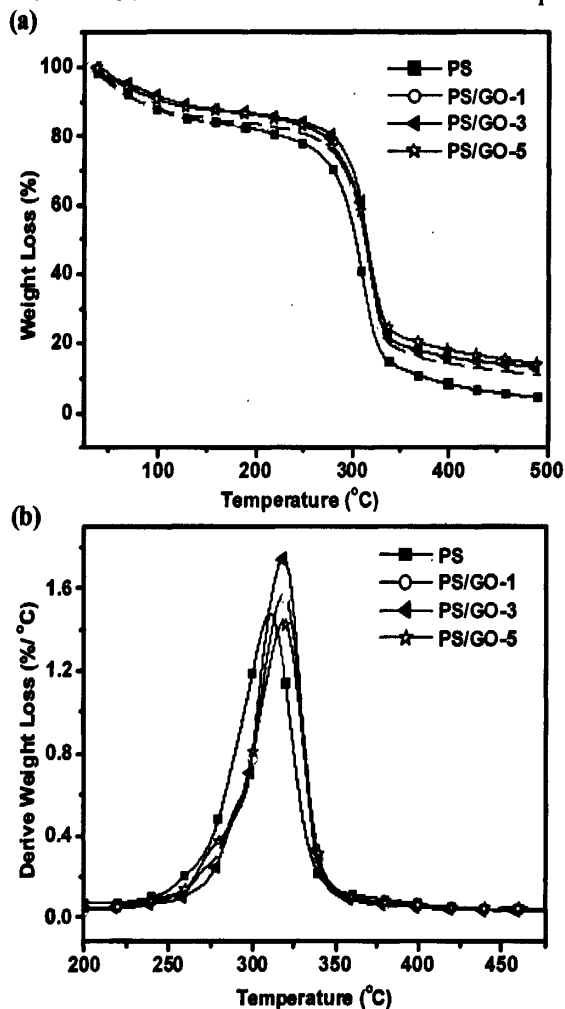 (a)
100
80
60
40
20
0
Weight Loss (%)
PS
PS/GO-1
PS/GO-3
PS/GO-5
100
200
300
400
500
Temperature (°C)
(b)
1.6
1.2
0.8
0.4
0.0
Derive Weight Loss (%/°C)
PS
PS/GO-1
PS/GO-3
PS/GO-5
200
250
300
350
400
450
Temperature (°C)